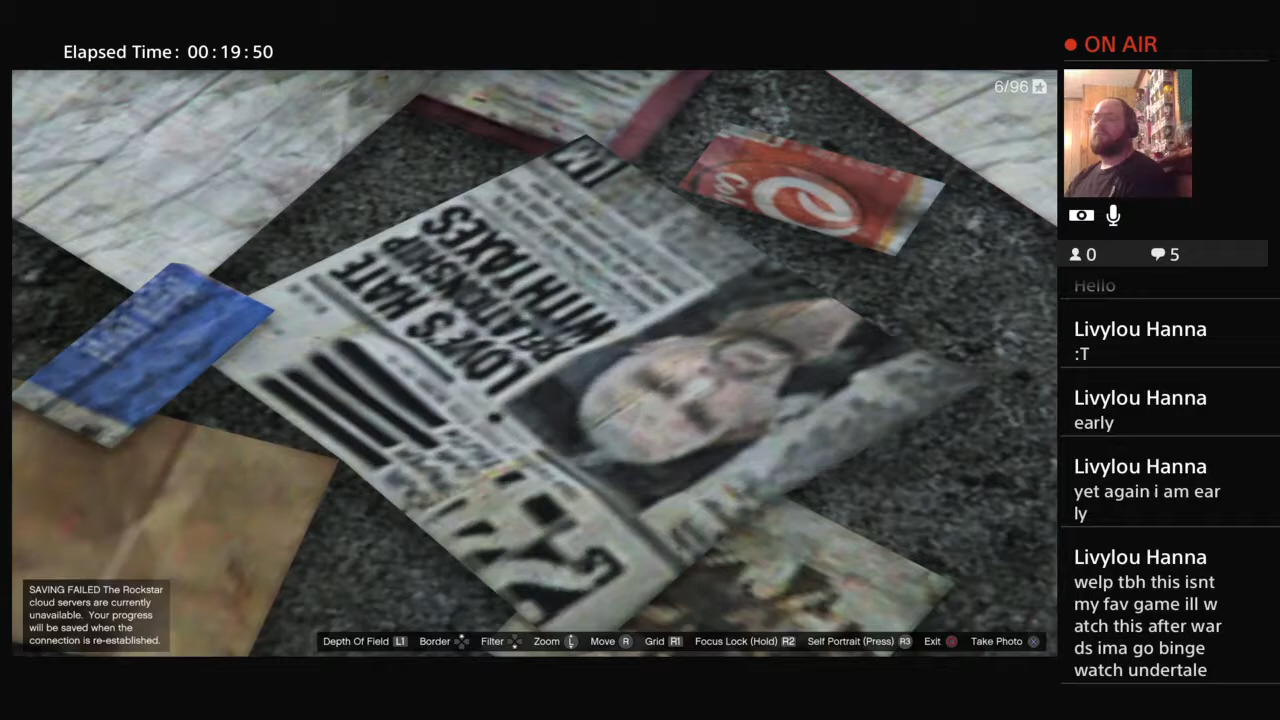 Elapsed Time: 00:19:50
ON AIR
6/96
0
5
Hello
Livylou Hanna
:T
Livylou Hanna
early
Livylou Hanna
yet again i am ear
ly
Livylou Hanna
welp tbh this isnt
my fav game ill w
atch this after war
ds ima go binge
watch undertale
LOVE'S HATE
RELATIONSHIP
WITH TAXES
SAVING FAILED The Rockstar
cloud servers are currently
unavailable. Your progress
will be saved when the
connection is re-established.
Depth Of Field L1 Border Filter Zoom L Move R Grid R1 Focus Lock (Hold) R2 Self Portrait (Press) R3 Exit Take Photo